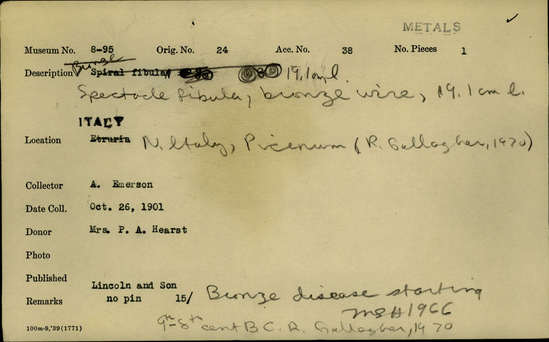 METALS
Museum No. 8-95 Orig. No. 24 Acc. No. 38 No. Pieces 1
Bronze
Description Spiral fibula, 19.1cm l.
Spectacle fibula, bronze wire, 19.1 cm l.
ITALY
Location Etruria N. Italy, Picenum (R. Gallagher, 1970)
Collector A. Emerson
Date Coll. Oct. 26, 1901
Donor Mrs. P. A. Hearst
Photo
Published
Lincoln and Son
Remarks no pin 15/ Bronze disease starting
MSH 1966
100m-9,'39(1771) 9th-8th cent B.C. R. Gallagher, 1970